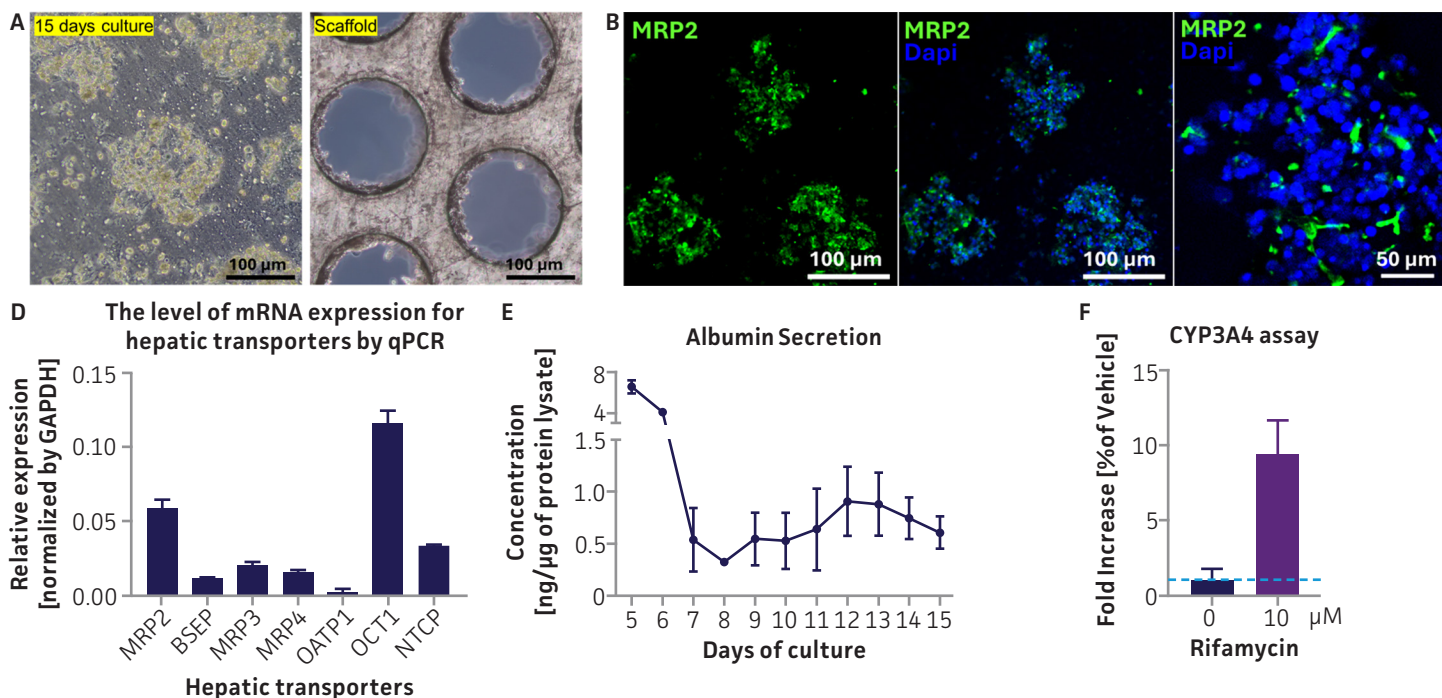 A
15 days culture
100 µm
Scaffold
100 µm
B
MRP2
100 µm
MRP2
Dapi
100 µm
MRP2
Dapi
50 µm
D
The level of mRNA expression for
hepatic transporters by qPCR
Relative expression
[normalized by GAPDH]
0.15
0.10
0.05
0.00
MRP2
BSEP
MRP3
MRP4
OATP1
OCT1
NTCP
Hepatic transporters
E
Albumin Secretion
Concentration
[ng/µg of protein lysate)
8
4
1.5
1.0
0.5
0
5 6 7 8 9 10 11 12 13 14 15
Days of culture
F
CYP3A4 assay
Fold Increase [%of Vehicle]
15
10
5
0
0 10 µM
Rifamycin